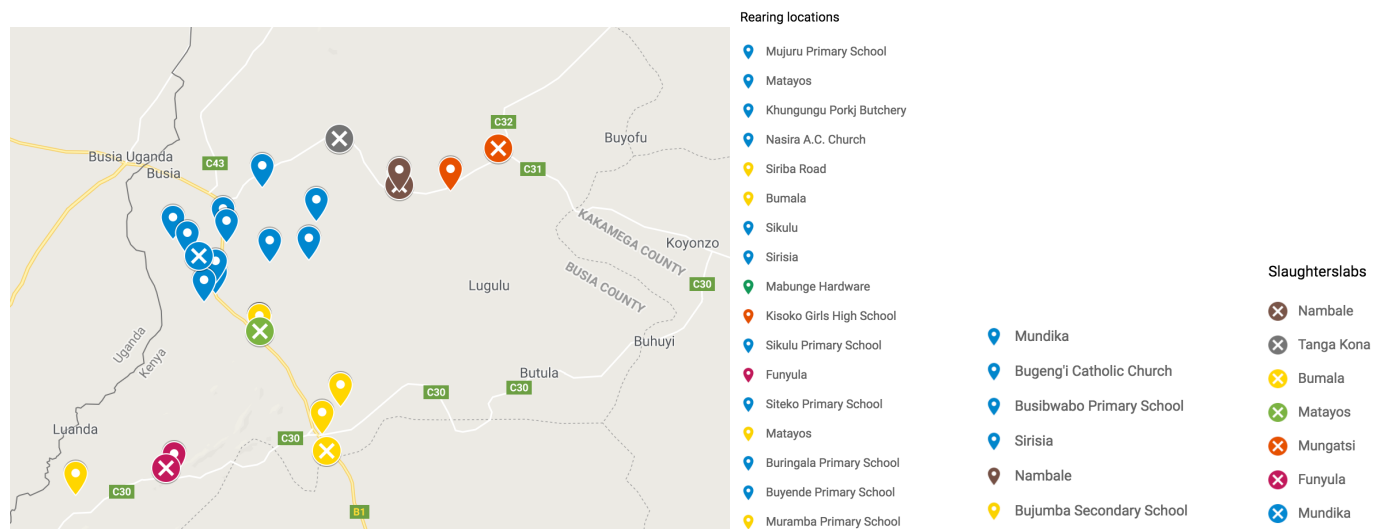 Rearing locations
Mujuru Primary School
Matayos
Khungungu Porkj Butchery
Nasira A.C. Church
Siriba Road
Bumala
Sikulu
Sirisia
Mabunge Hardware
Kisoko Girls High School
Sikulu Primary School
Funyula
Siteko Primary School
Matayos
Buringala Primary School
Buyende Primary School
Muramba Primary School
Mundika
Bugeng'i Catholic Church
Busibwabo Primary School
Sirisia
Nambale
Bujumba Secondary School
Slaughterslabs
Nambale
Tanga Kona
Bumala
Matayos
Mungatsi
Funyula
Mundika
C32
Buyofu
Busia Uganda
C43
C31
Busia
KAKAMEGA COUNTY
Koyonzo
BUSIA COUNTY
Lugulu
C30
Uganda
Kenya
Buhuyi
Butula
C30
C30
Luanda
C30
C30
B1